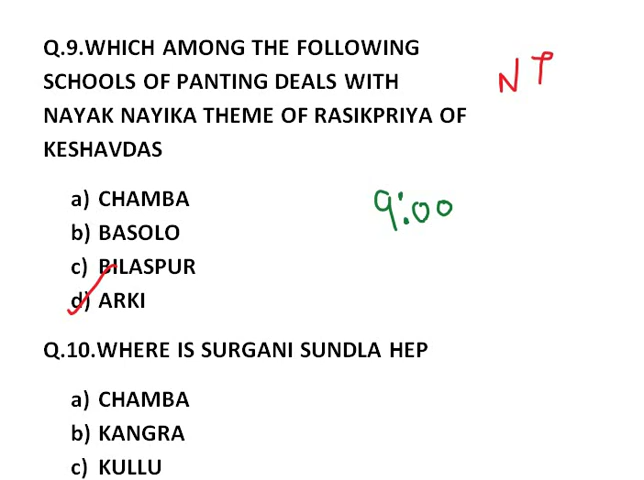 Q.9.WHICH AMONG THE FOLLOWING
SCHOOLS OF PANTING DEALS WITH
NAYAK NAYIKA THEME OF RASIKPRIYA OF
KESHAVDAS
N P
a) CHAMBA
b) BASOLO
9:00
c) BILASPUR
d) ARKI
Q.10.WHERE IS SURGANI SUNDLA HEP
a) CHAMBA
b) KANGRA
c) KULLU